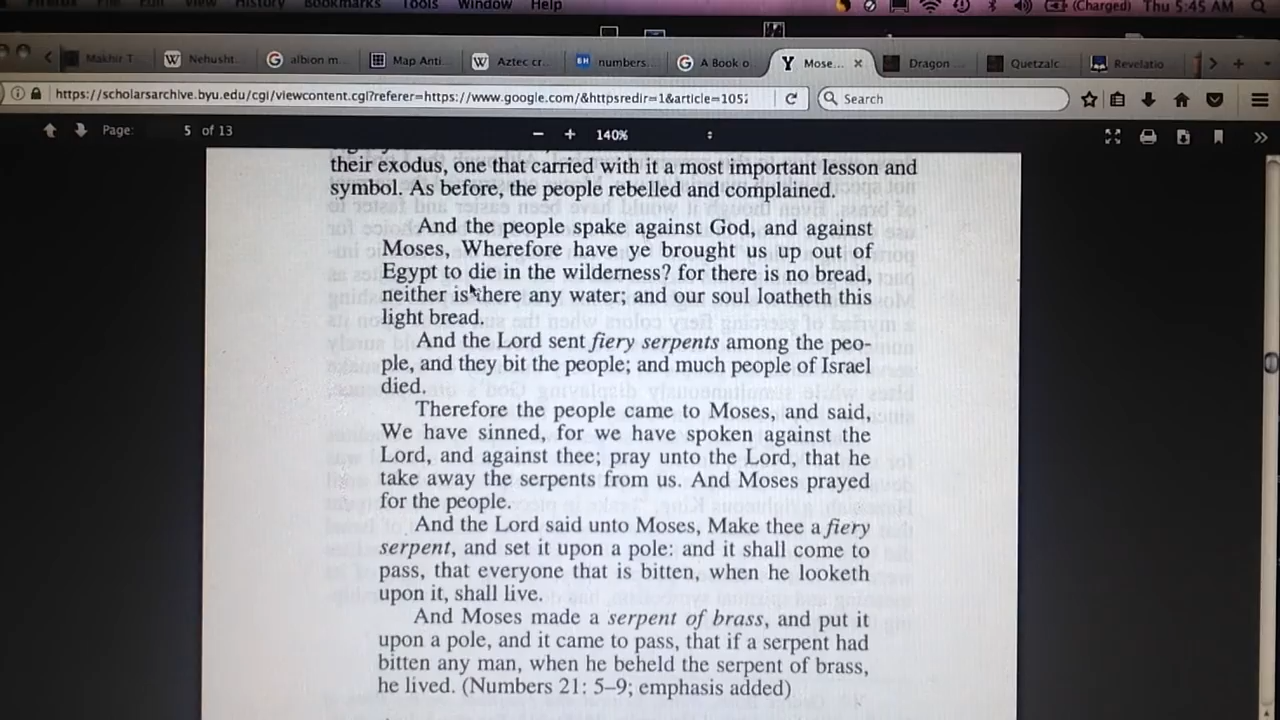 Window Help
(Charged) Thu 5:45 AM
Makhir T...
Nehusht...
albion m...
Map Anti...
Aztec cr...
numbers...
A Book o...
Mose...
Dragon
Quetzalc
Revelatio
https://scholarsarchive.byu.edu/cgi/viewcontent.cgi?referer=https://www.google.com/&httpsredir=1&article=105
Search
Page: 5 of 13
140%
their exodus, one that carried with it a most important lesson and
symbol. As before, the people rebelled and complained.
And the people spake against God, and against
Moses, Wherefore have ye brought us up out of
Egypt to die in the wilderness? for there is no bread,
neither is there any water; and our soul loatheth this
light bread.
And the Lord sent fiery serpents among the peo-
ple, and they bit the people; and much people of Israel
died.
Therefore the people came to Moses, and said,
We have sinned, for we have spoken against the
Lord, and against thee; pray unto the Lord, that he
take away the serpents from us. And Moses prayed
for the people.
And the Lord said unto Moses, Make thee a fiery
serpent, and set it upon a pole: and it shall come to
pass, that everyone that is bitten, when he looketh
upon it, shall live.
And Moses made a serpent of brass, and put it
upon a pole, and it came to pass, that if a serpent had
bitten any man, when he beheld the serpent of brass,
he lived. (Numbers 21: 5–9; emphasis added)